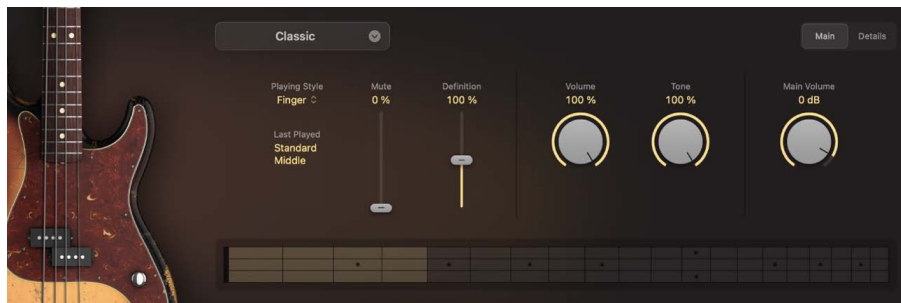 Classic
Main
Details
Playing Style
Finger
Mute
0 %
Definition
100 %
Volume
100 %
Tone
100 %
Main Volume
0 dB
Last Played
Standard
Middle